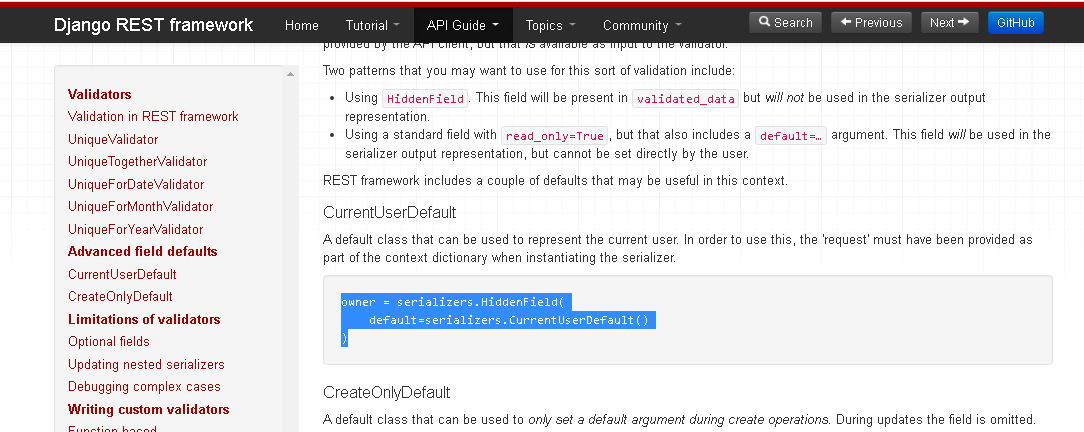 Django REST framework Home Tutorial API Guide Topics Community Search Previous Next GitHub
provided by the API client, but that is available as input to the validator.
Two patterns that you may want to use for this sort of validation include:
Using HiddenField. This field will be present in validated_data but will not be used in the serializer output
representation.
Using a standard field with read_only=True, but that also includes a default=… argument. This field will be used in the
serializer output representation, but cannot be set directly by the user.
REST framework includes a couple of defaults that may be useful in this context.
CurrentUserDefault
A default class that can be used to represent the current user. In order to use this, the 'request' must have been provided as
part of the context dictionary when instantiating the serializer.
owner = serializers.HiddenField(
default=serializers.CurrentUserDefault()
)
CreateOnlyDefault
A default class that can be used to only set a default argument during create operations. During updates the field is omitted.
Validators
Validation in REST framework
UniqueValidator
UniqueTogetherValidator
UniqueForDateValidator
UniqueForMonthValidator
UniqueForYearValidator
Advanced field defaults
CurrentUserDefault
CreateOnlyDefault
Limitations of validators
Optional fields
Updating nested serializers
Debugging complex cases
Writing custom validators
Function based